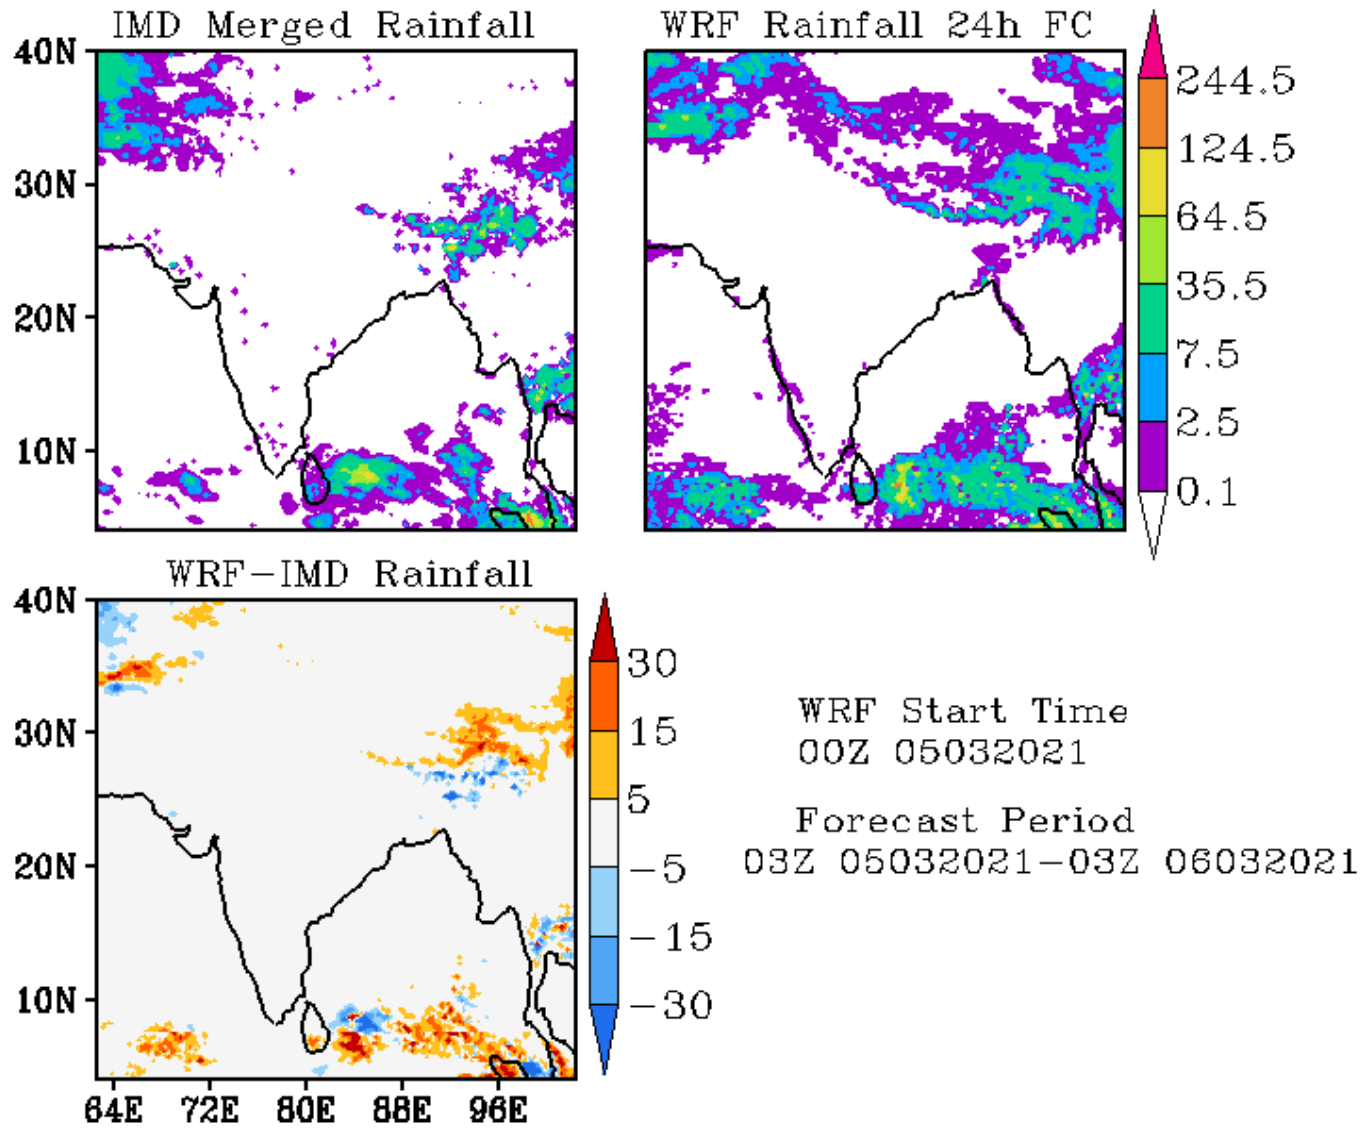 IMD Merged Rainfall
WRF Rainfall 24h FC
40N
30N
20N
10N
244.5
124.5
64.5
35.5
7.5
2.5
0.1
WRF-IMD Rainfall
40N
30N
20N
10N
64E 72E 80E 88E 96E
30
15
5
-5
-15
-30
WRF Start Time
00Z 05032021
Forecast Period
03Z 05032021-03Z 06032021